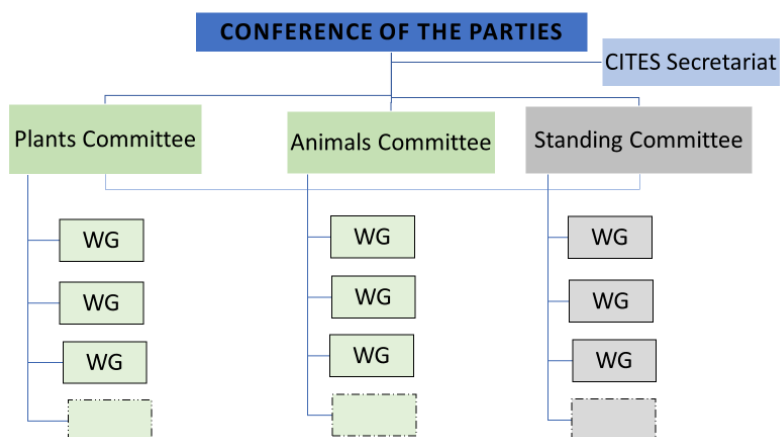 CONFERENCE OF THE PARTIES
CITES Secretariat
Plants Committee
Animals Committee
Standing Committee
WG
WG
WG
WG
WG
WG
WG
WG
WG